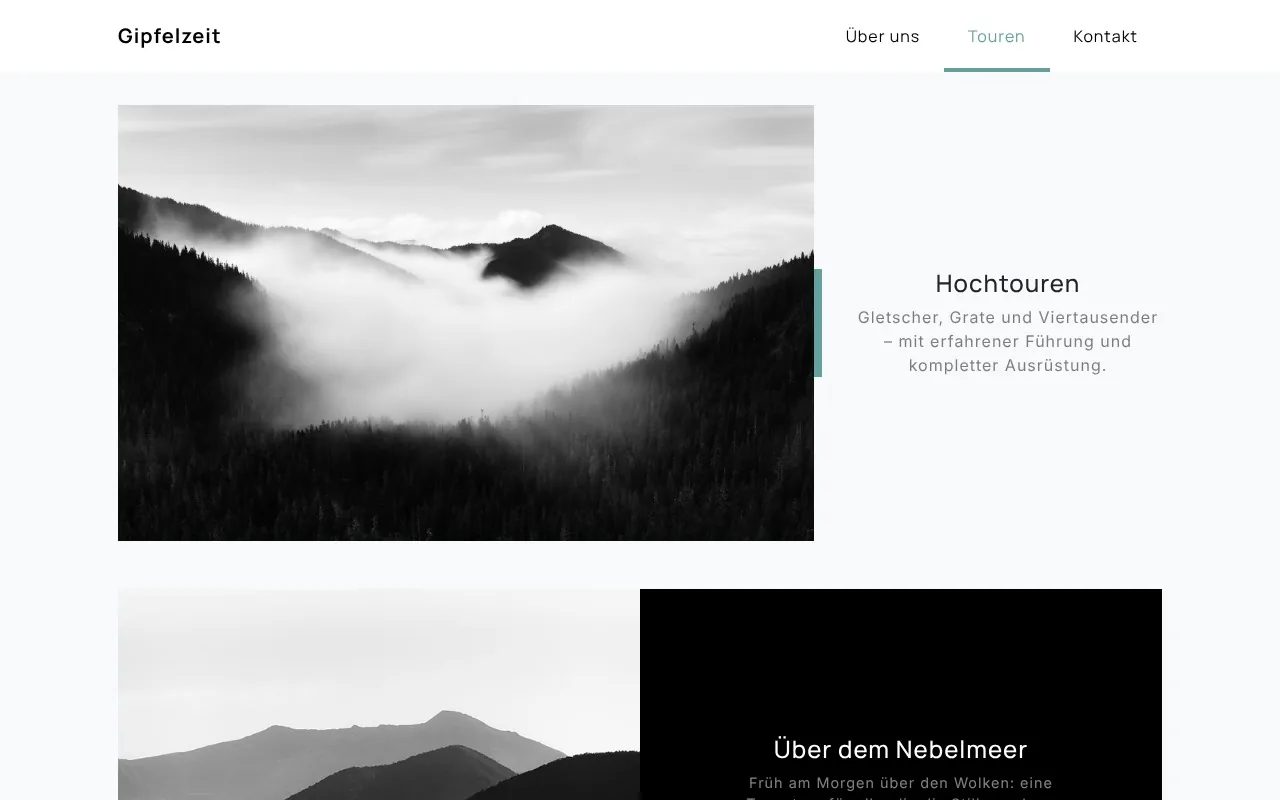 Gipfelzeit
Über uns
Touren
Kontakt
Hochtouren
Gletscher, Grate und Viertausender
– mit erfahrener Führung und
kompletter Ausrüstung.
Über dem Nebelmeer
Früh am Morgen über den Wolken: eine